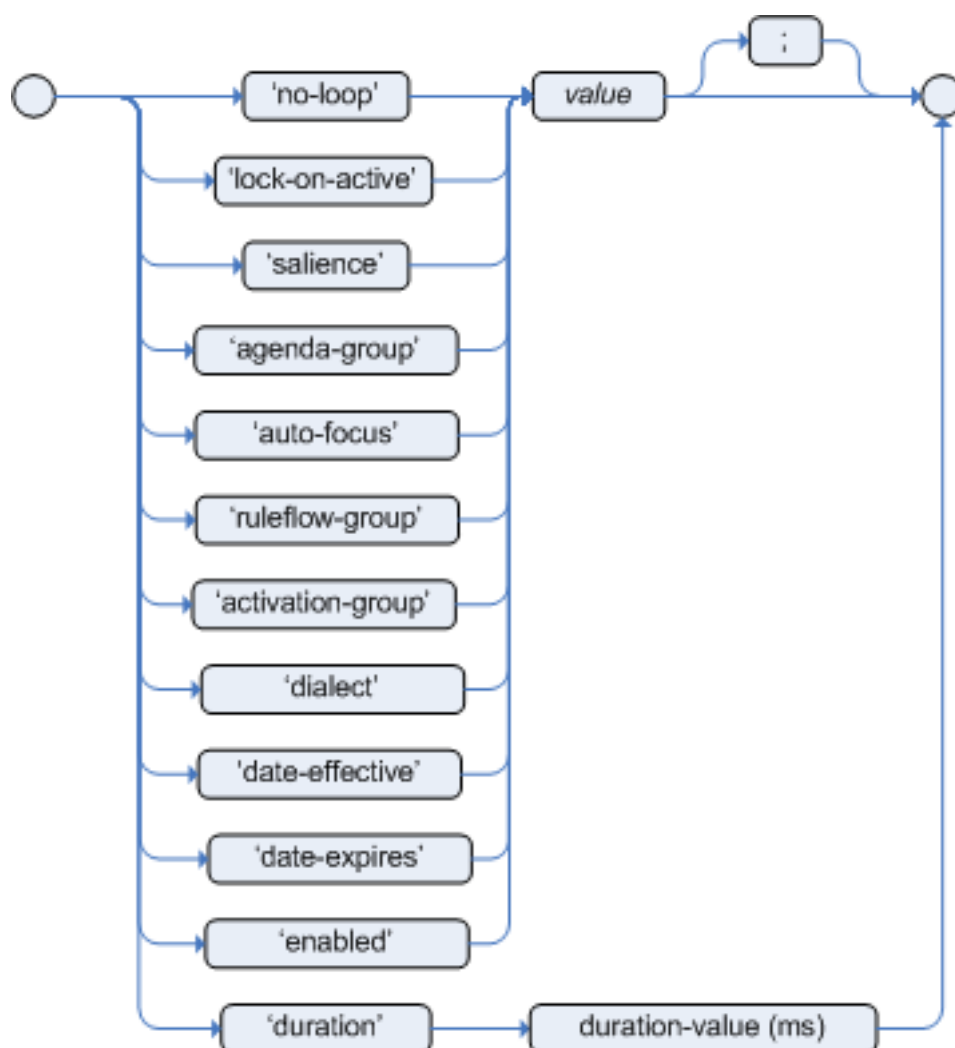 ;
‘no-loop’
value
‘lock-on-active’
‘salience’
‘agenda-group’
‘auto-focus’
‘ruleflow-group’
‘activation-group’
‘dialect’
‘date-effective’
‘date-expires’
‘enabled’
‘duration’
duration-value (ms)